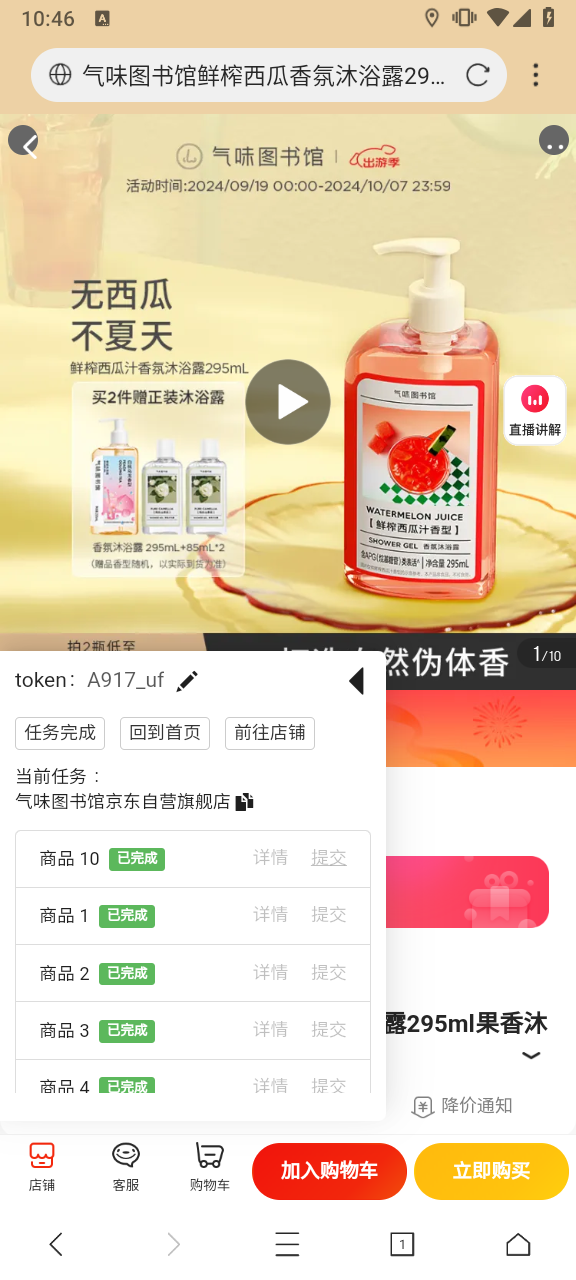 10:46
A
气味图书馆鲜榨西瓜香氛沐浴露29...
气味图书馆 | 出游季
活动时间:2024/09/19 00:00-2024/10/07 23:59
无西瓜
不夏天
鲜榨西瓜汁香氛沐浴露295mL
买2件赠正装沐浴露
香氛沐浴露 295mL+85mL*2
(赠品香型随机，以实际到货为准)
气味图书馆
WATERMELON JUICE
【鲜榨西瓜汁香型】
SHOWER GEL 香氛沐浴露
净含量 295mL
直播讲解
拍2瓶低至
然伪体香
1/10
token: A917_uf
任务完成 回到首页 前往店铺
当前任务：
气味图书馆京东自营旗舰店
商品 10 已完成 详情 提交
商品 1 已完成 详情 提交
商品 2 已完成 详情 提交
商品 3 已完成 详情 提交
商品 4 已完成 详情 提交
露295ml果香沐
降价通知
店铺 客服 购物车 加入购物车 立即购买
1